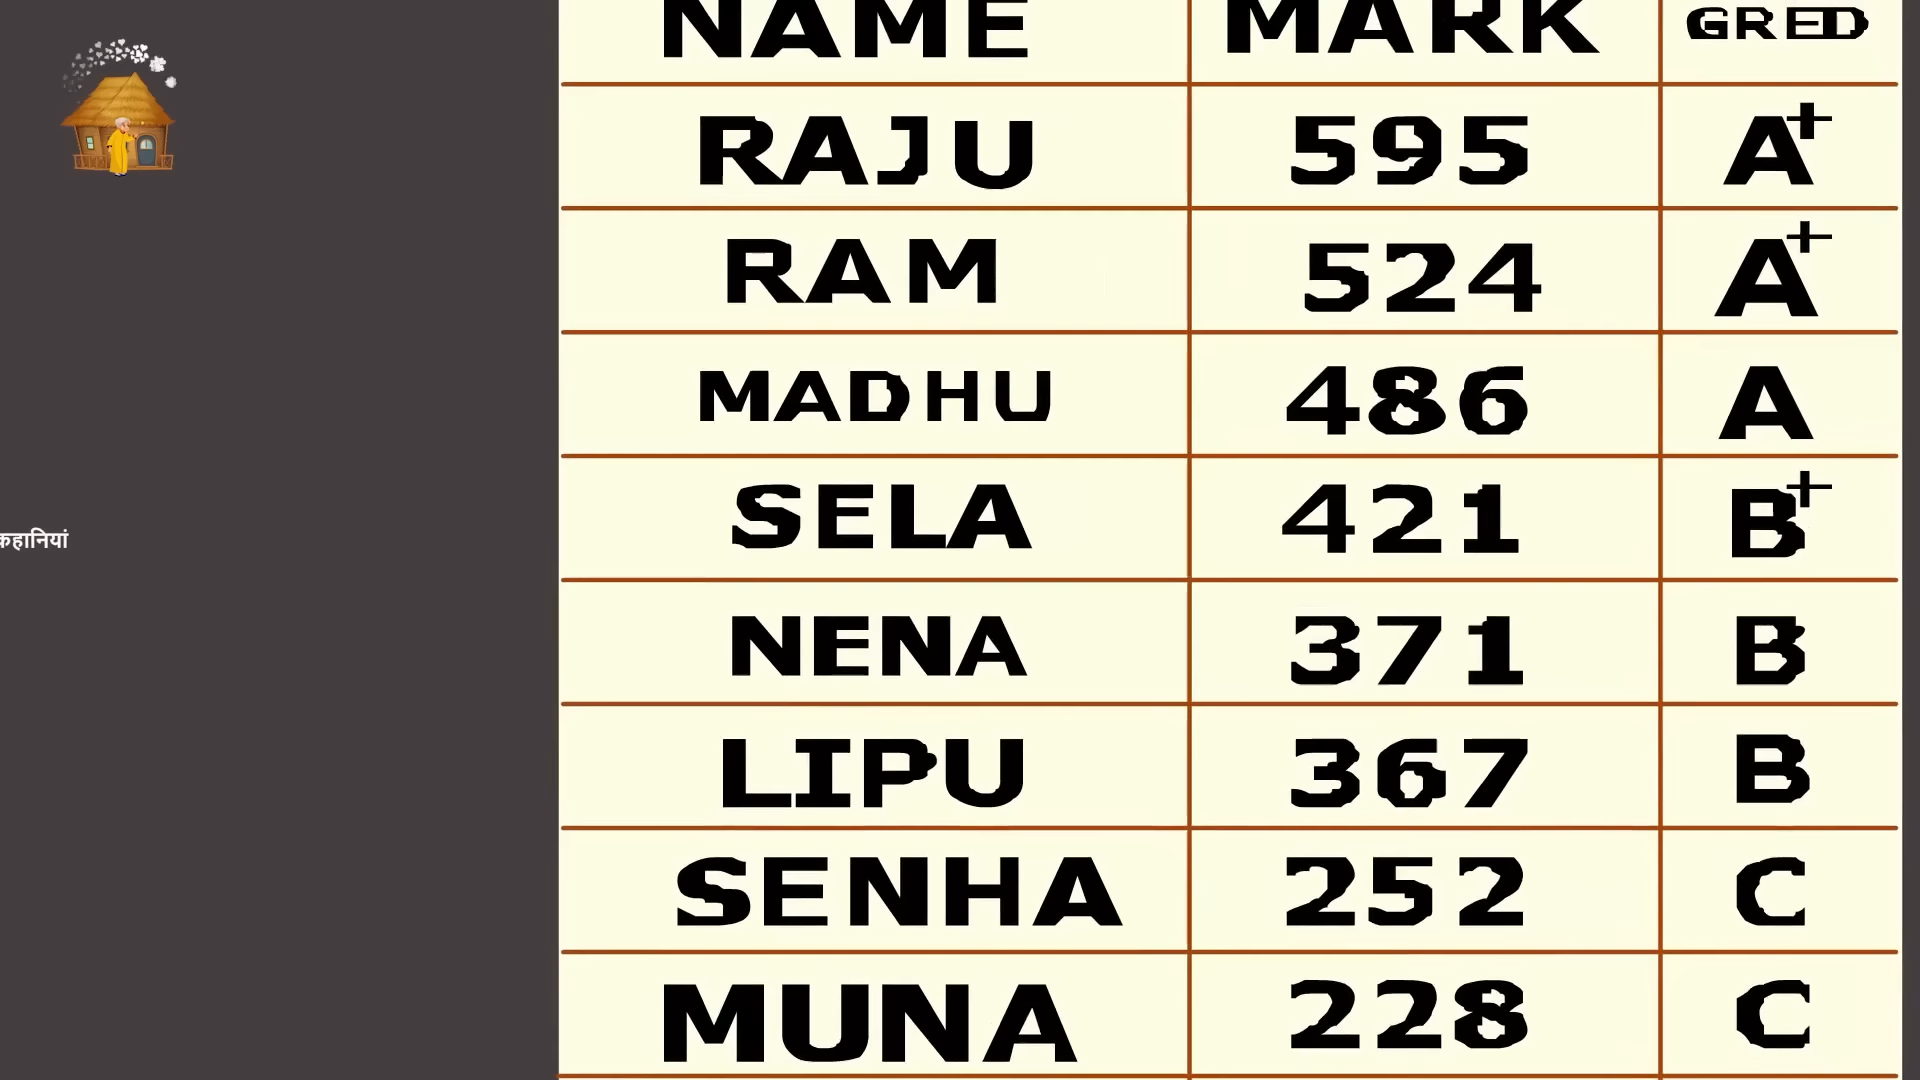 NAME MARK GRED
RAJU 595 A+
RAM 524 A+
MADHU 486 A
SELA 421 B+
कहानियां
NENA 371 B
LIPU 367 B
SENHA 252 C
MUNA 228 C